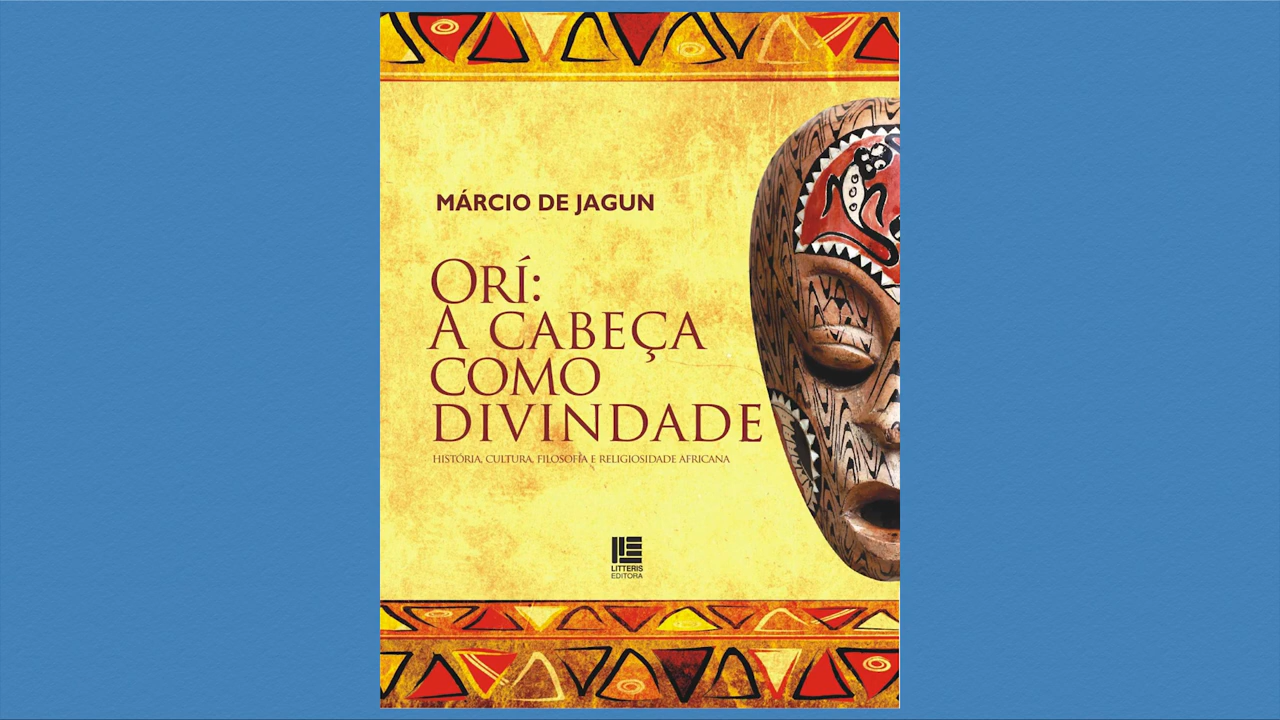 MÁRCIO DE JAGUN
ORÍ:
A CABEÇA
COMO
DIVINDADE
HISTÓRIA, CULTURA, FILOSOFIA E RELIGIOSIDADE AFRICANA
LITTERIS
EDITORA